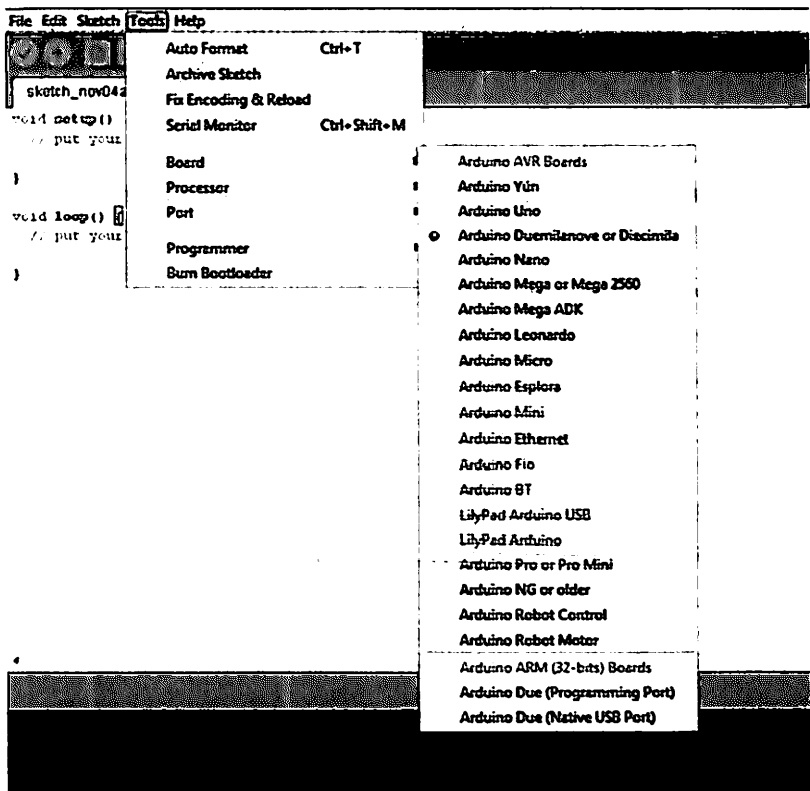 File Edit Sketch Tools Help
Auto Format Ctrl+T
Archive Sketch
Fix Encoding & Reload
Serial Monitor Ctrl+Shift+M
Board
Processor
Port
Programmer
Burn Bootloader
sketch_nov04a
void setup()
// put your
}
void loop() {
// put your
}
Arduino AVR Boards
Arduino Yún
Arduino Uno
Arduino Duemilanove or Diecimila
Arduino Nano
Arduino Mega or Mega 2560
Arduino Mega ADK
Arduino Leonardo
Arduino Micro
Arduino Esplora
Arduino Mini
Arduino Ethernet
Arduino Fio
Arduino BT
LilyPad Arduino USB
LilyPad Arduino
Arduino Pro or Pro Mini
Arduino NG or older
Arduino Robot Control
Arduino Robot Motor
Arduino ARM (32-bits) Boards
Arduino Due (Programming Port)
Arduino Due (Native USB Port)